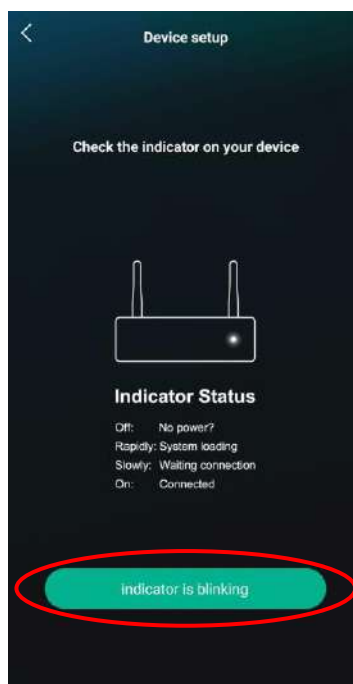 Device setup
Check the indicator on your device
Indicator Status
Off: No power?
Rapidly: System loading
Slowly: Waiting connection
On: Connected
indicator is blinking